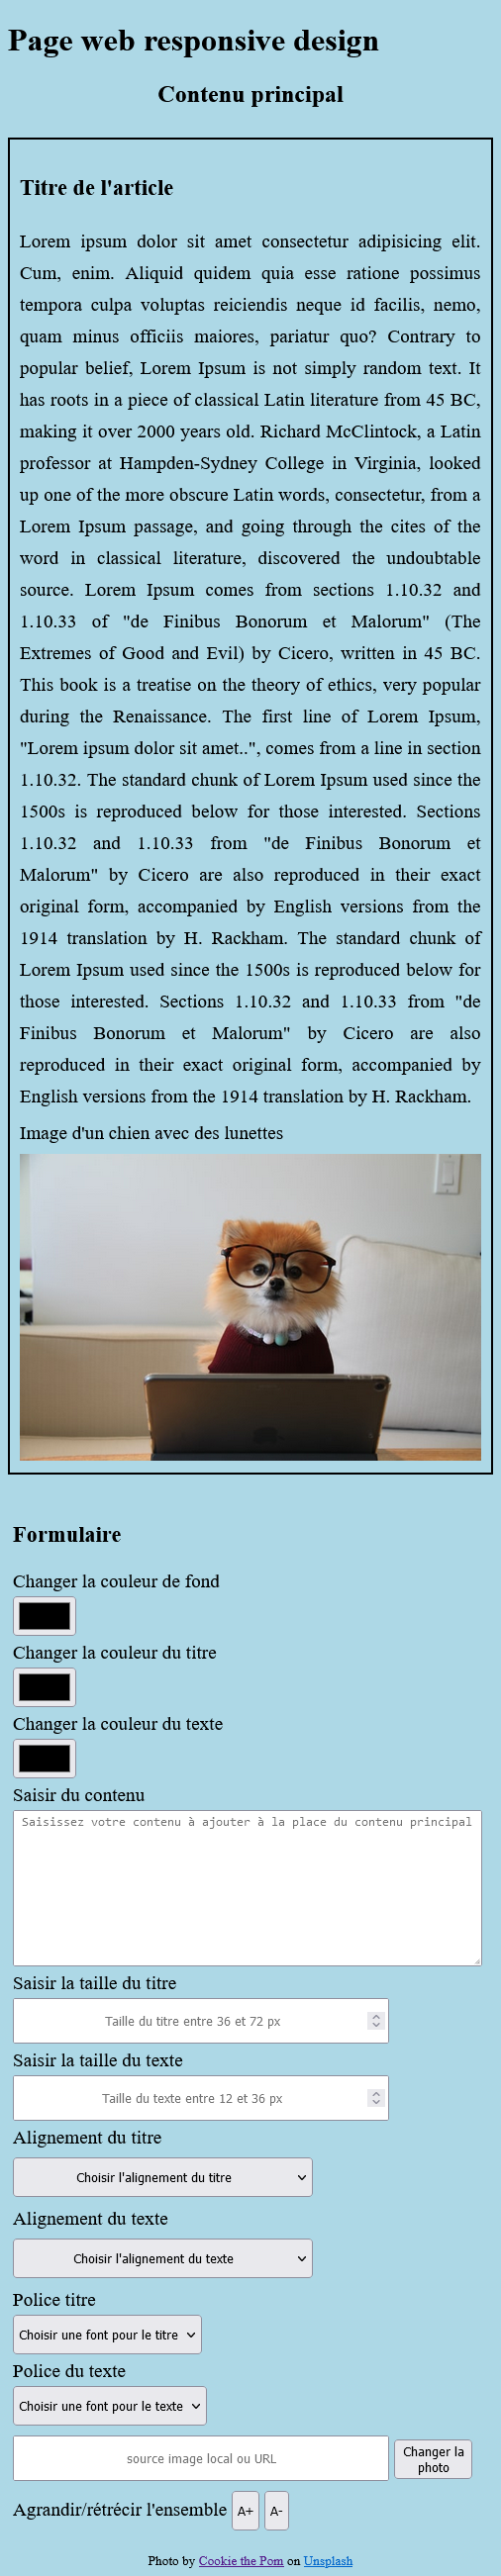 Page web responsive design
Contenu principal
Titre de l'article
Lorem ipsum dolor sit amet consectetur adipisicing elit.
Cum, enim. Aliquid quidem quia esse ratione possimus
tempora culpa voluptas reiciendis neque id facilis, nemo,
quam minus officiis maiores, pariatur quo? Contrary to
popular belief, Lorem Ipsum is not simply random text. It
has roots in a piece of classical Latin literature from 45 BC,
making it over 2000 years old. Richard McClintock, a Latin
professor at Hampden-Sydney College in Virginia, looked
up one of the more obscure Latin words, consectetur, from a
Lorem Ipsum passage, and going through the cites of the
word in classical literature, discovered the undoubtable
source. Lorem Ipsum comes from sections 1.10.32 and
1.10.33 of "de Finibus Bonorum et Malorum" (The
Extremes of Good and Evil) by Cicero, written in 45 BC.
This book is a treatise on the theory of ethics, very popular
during the Renaissance. The first line of Lorem Ipsum,
"Lorem ipsum dolor sit amet..", comes from a line in section
1.10.32. The standard chunk of Lorem Ipsum used since the
1500s is reproduced below for those interested. Sections
1.10.32 and 1.10.33 from "de Finibus Bonorum et
Malorum" by Cicero are also reproduced in their exact
original form, accompanied by English versions from the
1914 translation by H. Rackham. The standard chunk of
Lorem Ipsum used since the 1500s is reproduced below for
those interested. Sections 1.10.32 and 1.10.33 from "de
Finibus Bonorum et Malorum" by Cicero are also
reproduced in their exact original form, accompanied by
English versions from the 1914 translation by H. Rackham.
Image d'un chien avec des lunettes
Formulaire
Changer la couleur de fond
Changer la couleur du titre
Changer la couleur du texte
Saisir du contenu
Saisissez votre contenu à ajouter à la place du contenu principal
Saisir la taille du titre
Taille du titre entre 36 et 72 px
Saisir la taille du texte
Taille du texte entre 12 et 36 px
Alignement du titre
Choisir l'alignement du titre
Alignement du texte
Choisir l'alignement du texte
Police titre
Choisir une font pour le titre
Police du texte
Choisir une font pour le texte
source image local ou URL
Changer la
photo
Agrandir/rétrécir l'ensemble A+ A-
Photo by Cookie the Pom on Unsplash